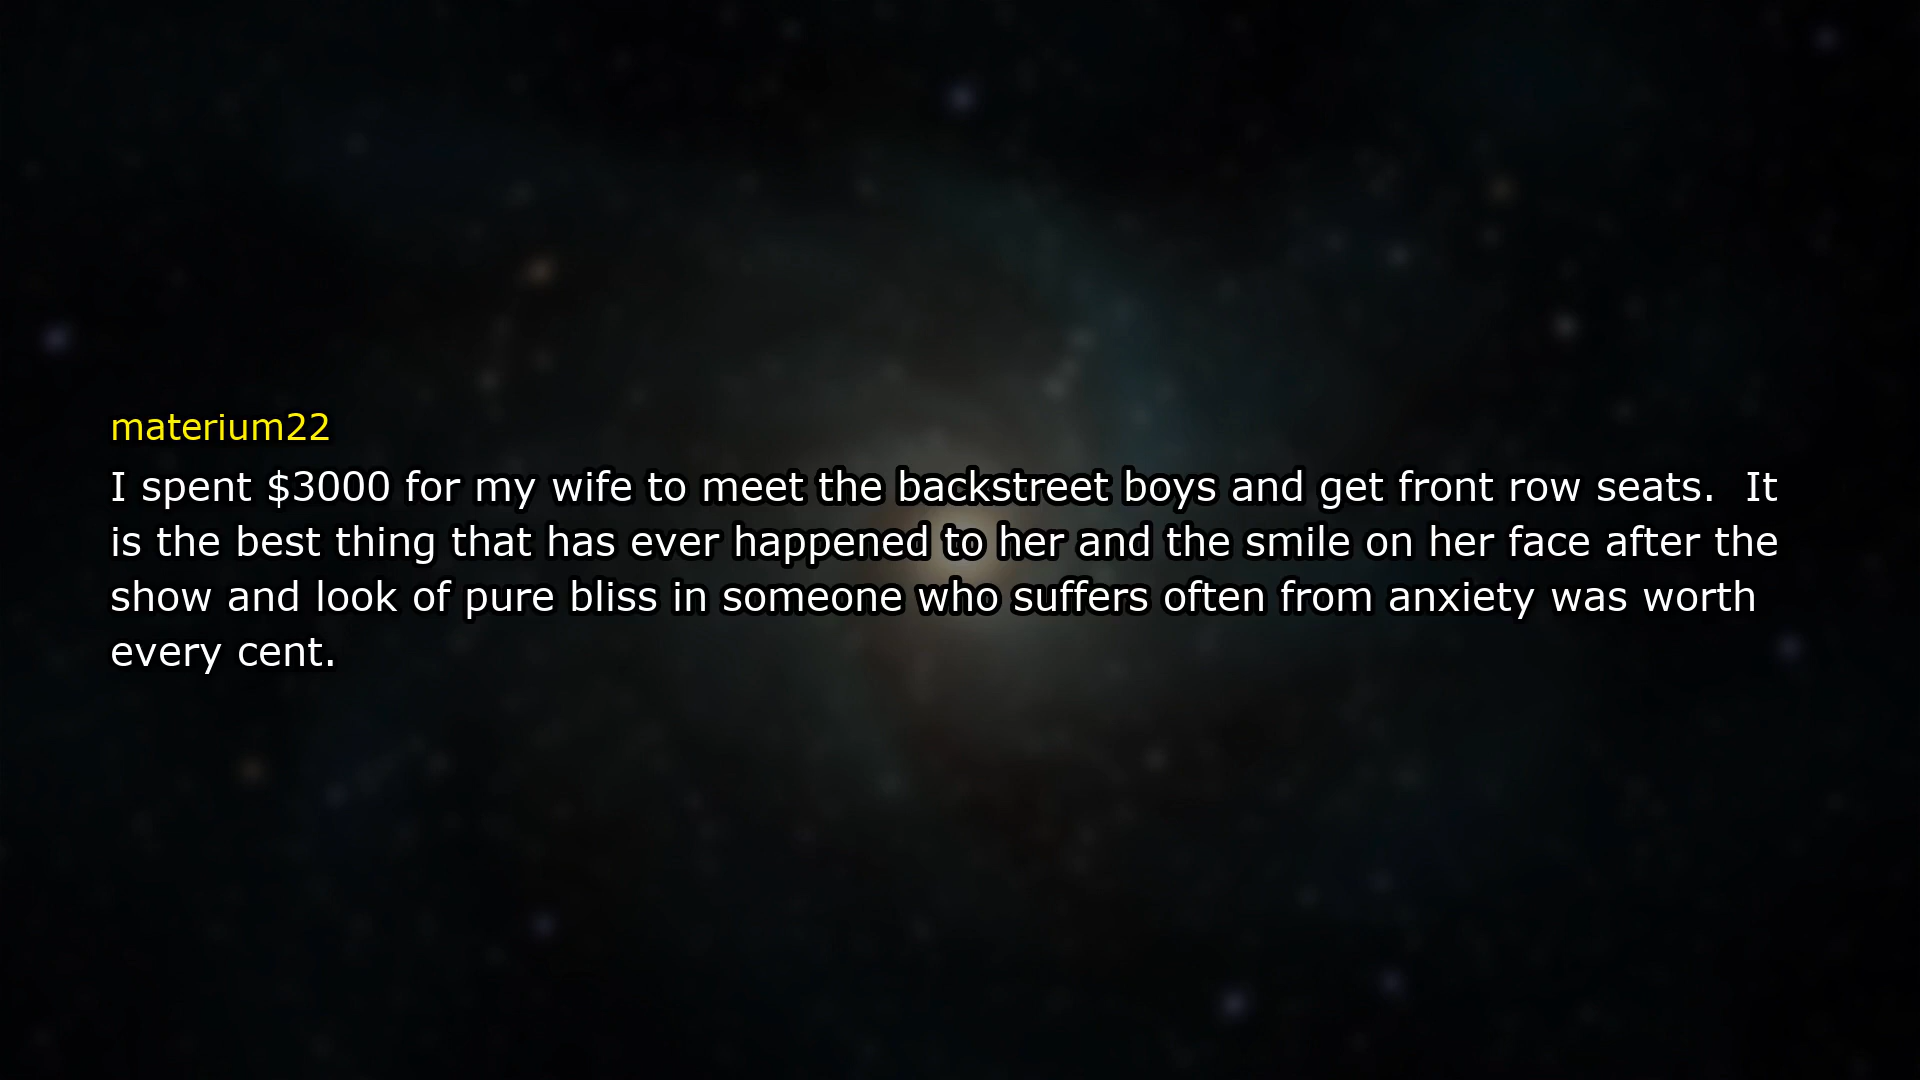 materium22
I spent $3000 for my wife to meet the backstreet boys and get front row seats.  It
is the best thing that has ever happened to her and the smile on her face after the
show and look of pure bliss in someone who suffers often from anxiety was worth
every cent.